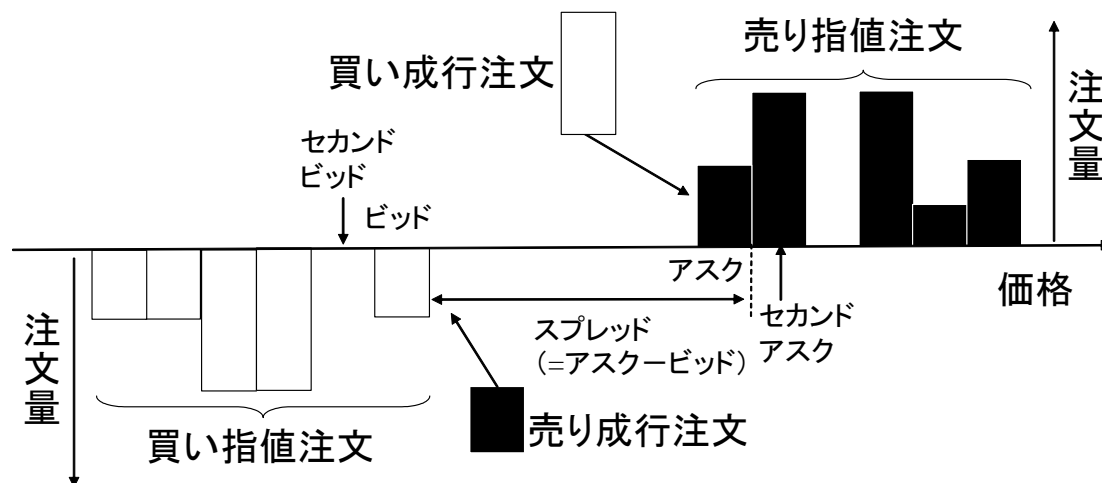 売り指値注文
買い成行注文
注文量
セカンド
ビッド
ビッド
アスク
価格
スプレッド
(=アスクービッド)
セカンド
アスク
注文量
売り成行注文
買い指値注文